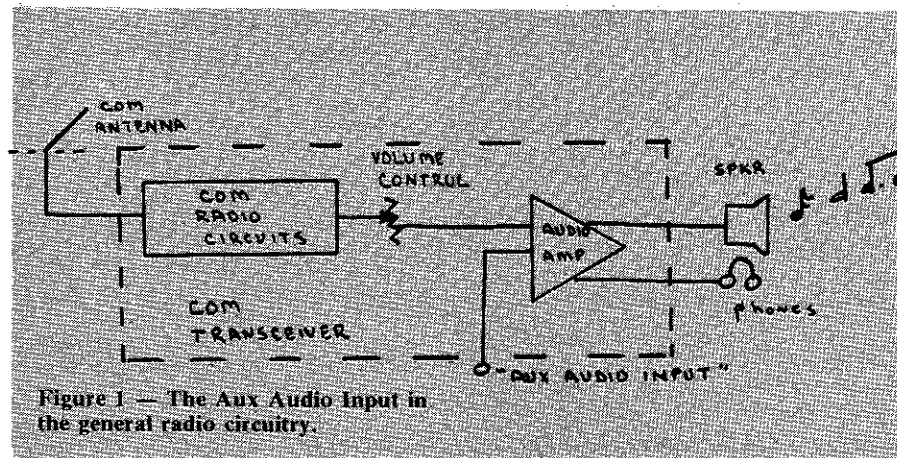 COM
ANTENNA
VOLUME
CONTROL
SPKR
COM
RADIO
CIRCUITS
AUDIO
AMP
COM
TRANSCEIVER
phones
"AUX AUDIO INPUT"
Figure 1 — The Aux Audio Input in
the general radio circuitry.